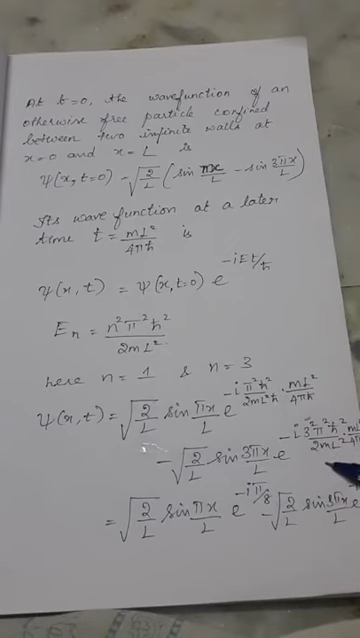 At t=0, the wavefunction of an
otherwise free particle confined
between two infinite walls at
x=0 and x=L is
ψ(x, t=0) = √(2/L) (sin πx/L − sin 3πx/L)
Its wave function at a later
time t = mL²/4πħ is
ψ(x, t) = ψ(x, t=0) e^(−iEt/ħ)
Eₙ = n²π²ħ²/2mL²
here n=1 & n=3
ψ(x, t) = √(2/L) sin πx/L e^(−i π²ħ²/2mL²ħ · mL²/4πħ)
− √(2/L) sin 3πx/L e^(−i 3²π²ħ²/2mL² · mL²/4π
= √(2/L) sin πx/L e^(−iπ/8) − √(2/L) sin 3πx/L e